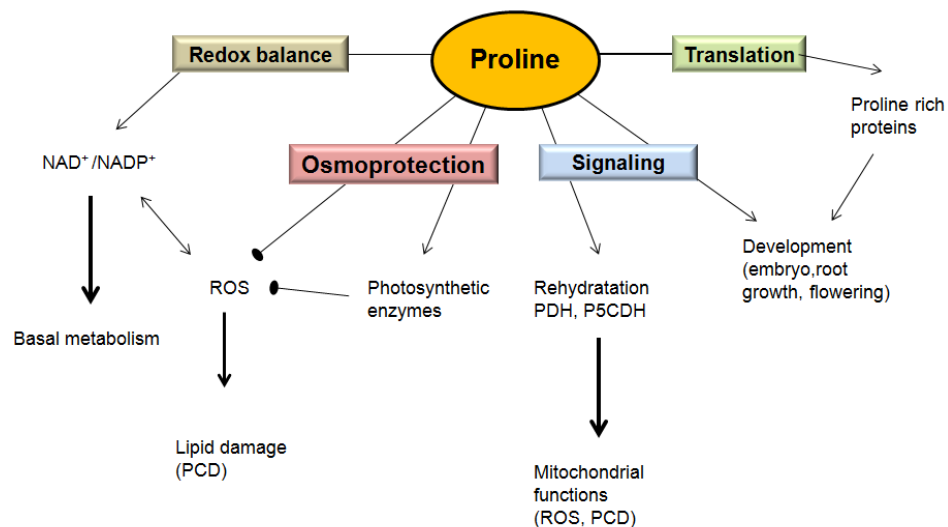 Proline
Redox balance
Translation
Proline rich
proteins
NAD⁺/NADP⁺
Osmoprotection
Signaling
Development
(embryo,root
growth, flowering)
ROS
Photosynthetic
enzymes
Rehydratation
PDH, P5CDH
Basal metabolism
Lipid damage
(PCD)
Mitochondrial
functions
(ROS, PCD)